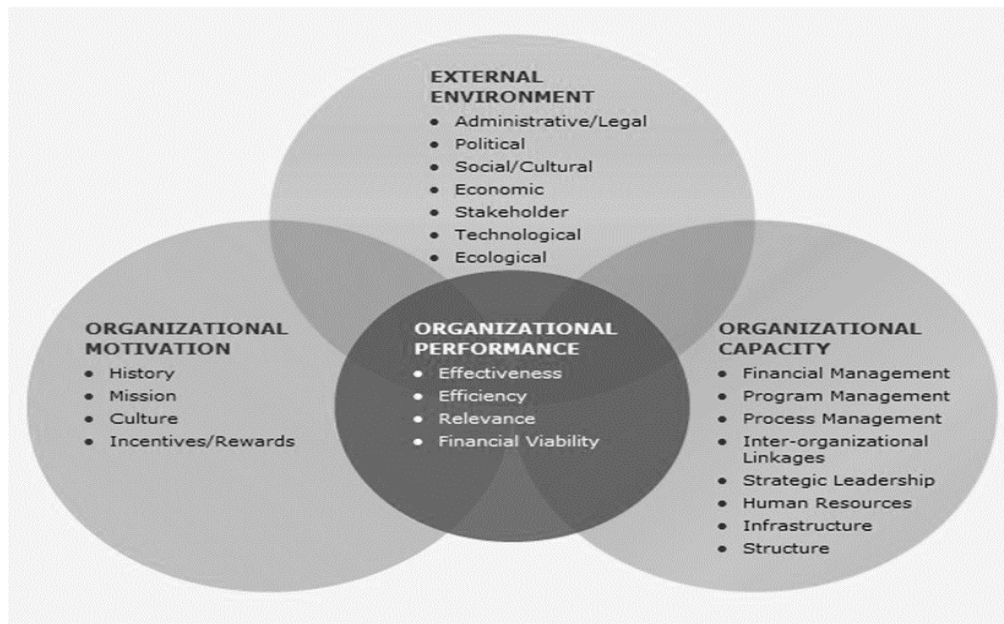 EXTERNAL
ENVIRONMENT
• Administrative/Legal
• Political
• Social/Cultural
• Economic
• Stakeholder
• Technological
• Ecological
ORGANIZATIONAL
MOTIVATION
• History
• Mission
• Culture
• Incentives/Rewards
ORGANIZATIONAL
PERFORMANCE
• Effectiveness
• Efficiency
• Relevance
• Financial Viability
ORGANIZATIONAL
CAPACITY
• Financial Management
• Program Management
• Process Management
• Inter-organizational
Linkages
• Strategic Leadership
• Human Resources
• Infrastructure
• Structure